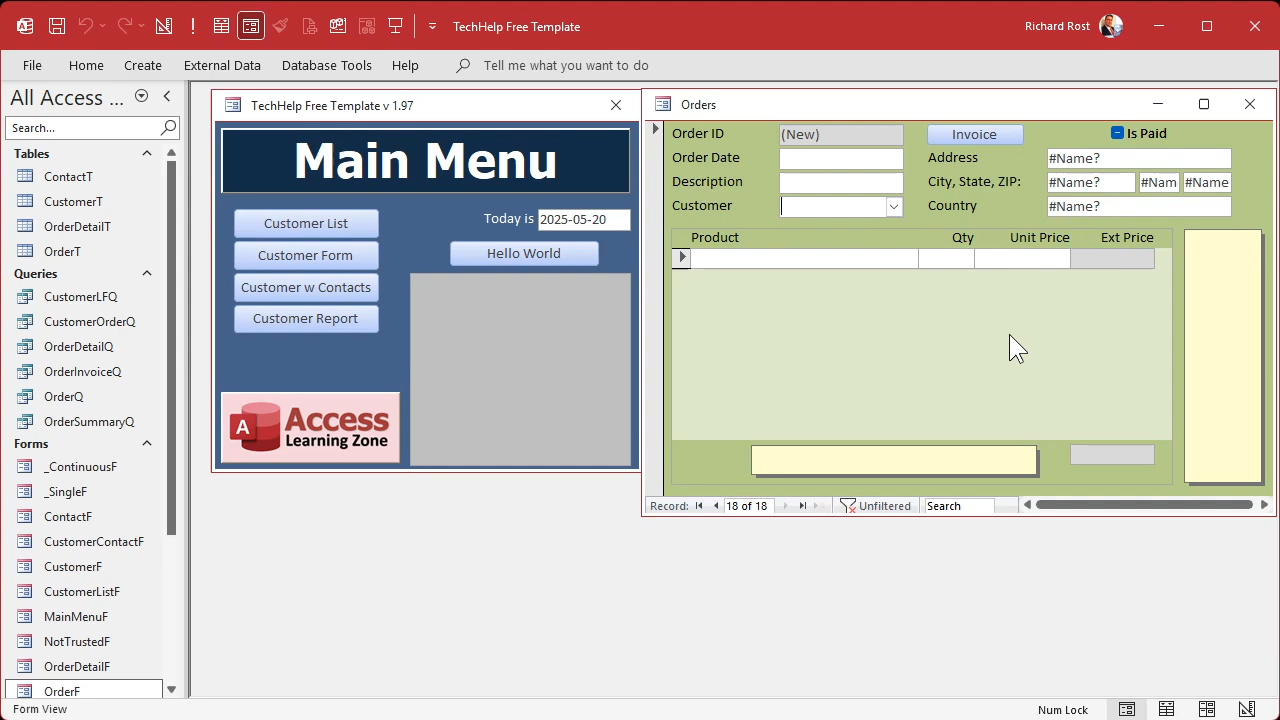 TechHelp Free Template
Richard Rost
File Home Create External Data Database Tools Help Tell me what you want to do
All Access ...
Search...
Tables
ContactT
CustomerT
OrderDetailT
OrderT
Queries
CustomerLFQ
CustomerOrderQ
OrderDetailQ
OrderInvoiceQ
OrderQ
OrderSummaryQ
Forms
_ContinuousF
_SingleF
ContactF
CustomerContactF
CustomerF
CustomerListF
MainMenuF
NotTrustedF
OrderDetailF
OrderF
TechHelp Free Template v 1.97
Main Menu
Customer List
Customer Form
Customer w Contacts
Customer Report
Today is 2025-05-20
Hello World
A Access
Learning Zone
Orders
Order ID (New) Invoice Is Paid
Order Date Address #Name?
Description City, State, ZIP: #Name? #Nam #Name
Customer Country #Name?
Product Qty Unit Price Ext Price
Record: 18 of 18 Unfiltered Search
Form View
Num Lock